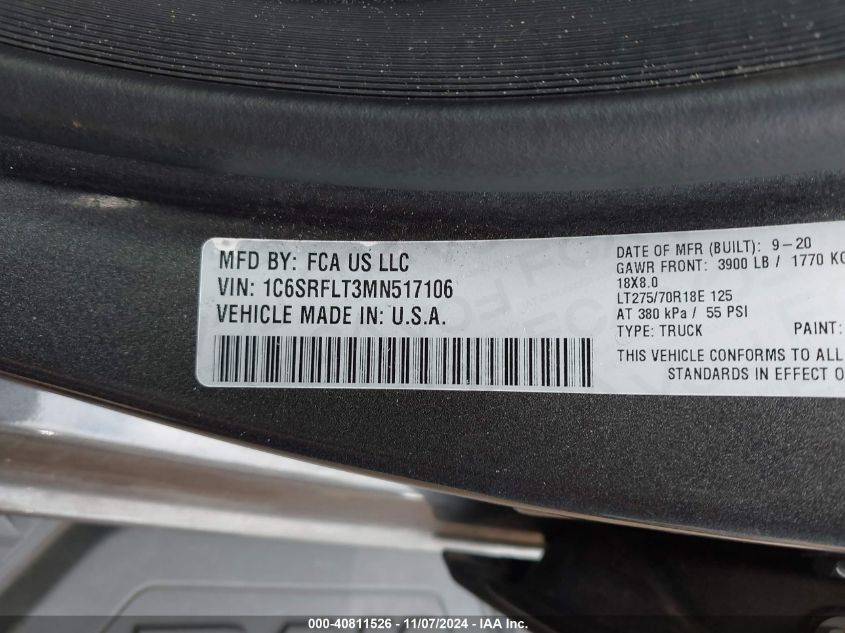 MFD BY: FCA US LLC
VIN: 1C6SRFLT3MN517106
VEHICLE MADE IN: U.S.A.
DATE OF MFR (BUILT): 9-20
GAWR FRONT: 3900 LB / 1770 KG
18X8.0
LT275/70R18E 125
AT 380 kPa / 55 PSI
TYPE: TRUCK PAINT:
THIS VEHICLE CONFORMS TO ALL
STANDARDS IN EFFECT O
000-40811526 - 11/07/2024 - IAA Inc.